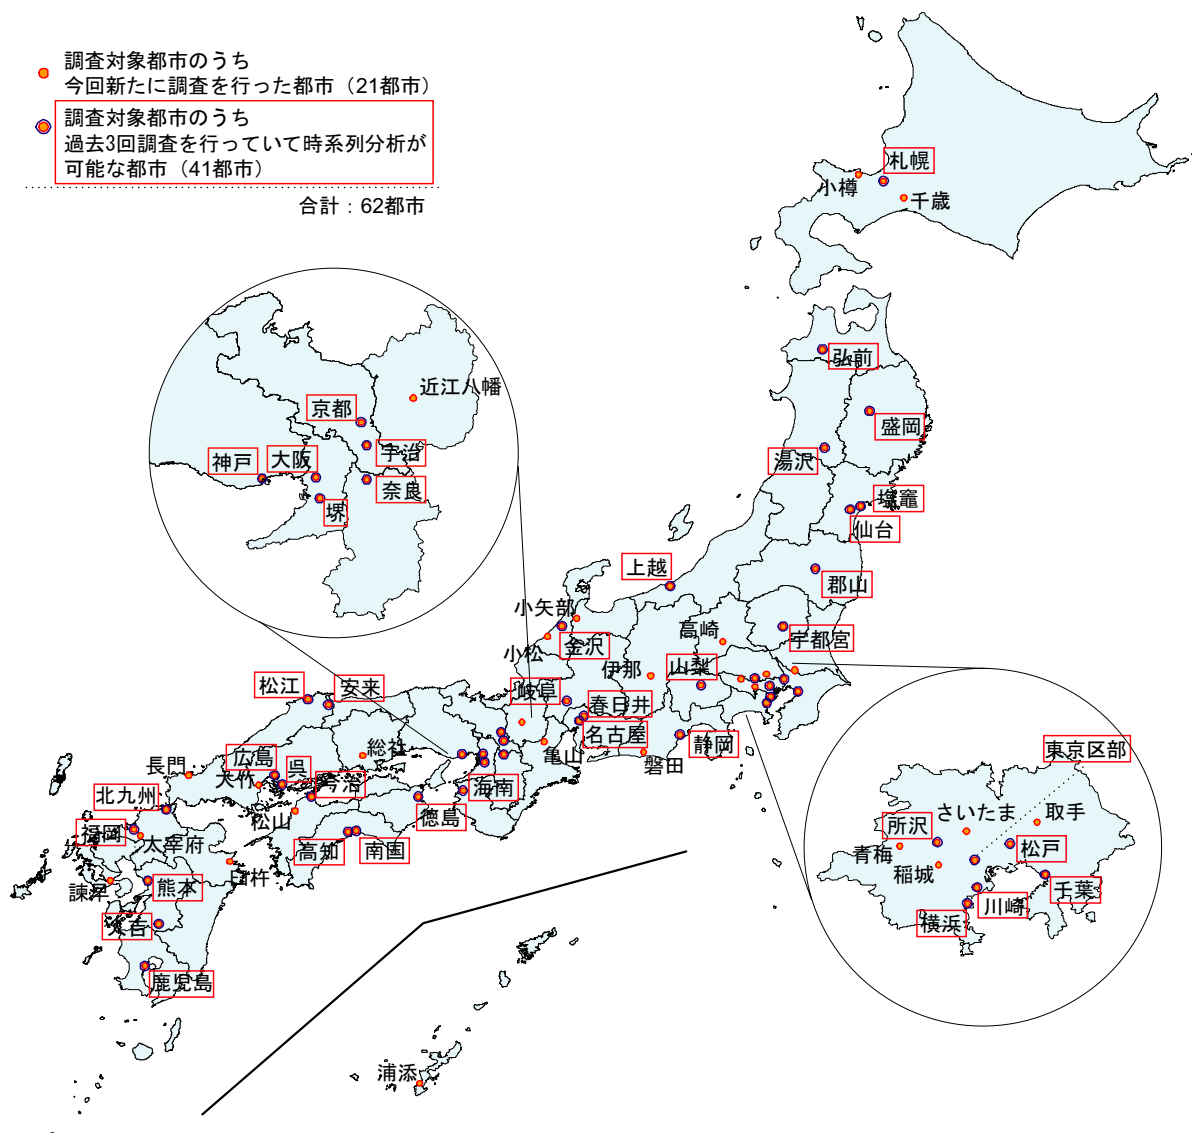 調査対象都市のうち
今回新たに調査を行った都市（21都市）
調査対象都市のうち
過去3回調査を行っていて時系列分析が
可能な都市（41都市）
合計：62都市
札幌
小樽
千歳
弘前
盛岡
湯沢
塩竈
仙台
郡山
上越
宇都宮
小矢部
金沢
小松
高崎
伊那
山梨
岐阜
春日井
名古屋
亀山
磐田
静岡
近江八幡
京都
宇治
神戸
大阪
奈良
堺
松江
安来
総社
広島
呉
大竹
今治
松山
海南
徳島
高知
南国
長門
北九州
福岡
太宰府
臼杵
諫早
熊本
人吉
鹿児島
浦添
東京区部
さいたま
取手
所沢
青梅
稲城
松戸
千葉
川崎
横浜